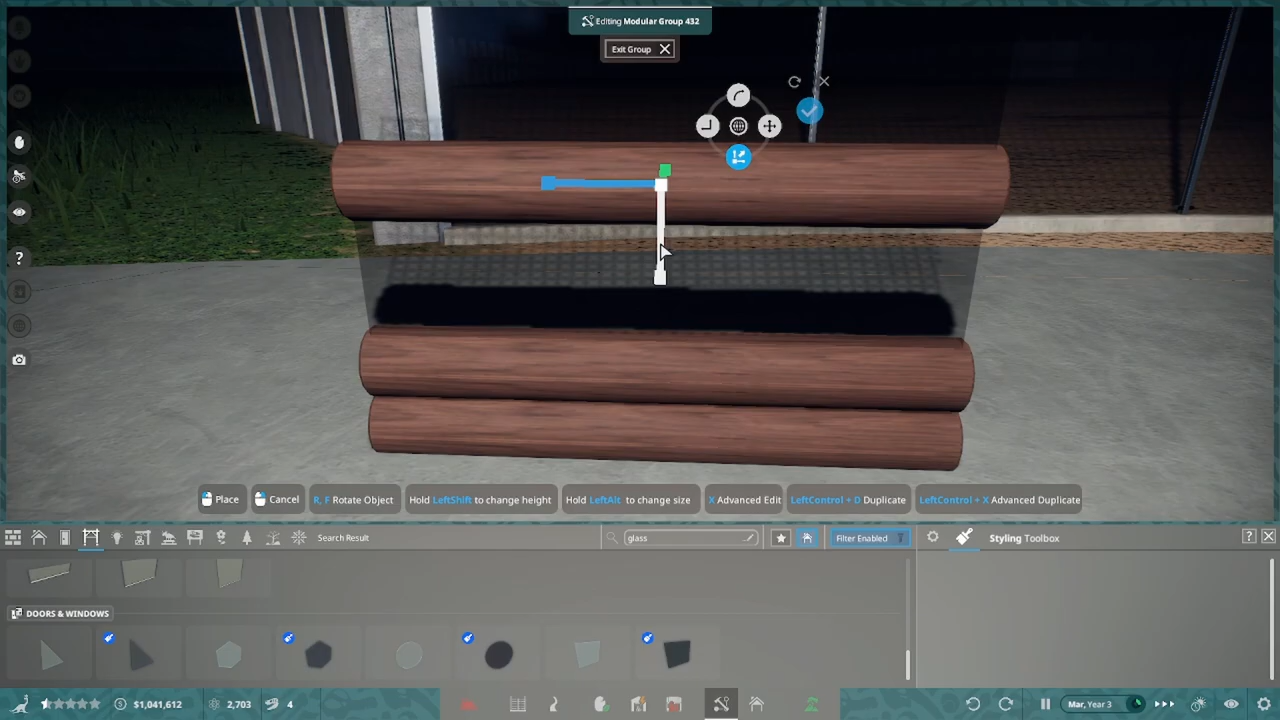 Editing Modular Group 432
Exit Group
Place
Cancel
R, F Rotate Object
Hold LeftShift to change height
Hold LeftAlt to change size
X Advanced Edit
LeftControl + D Duplicate
LeftControl + X Advanced Duplicate
Search Result
glass
Filter Enabled
Styling Toolbox
?
?
DOORS & WINDOWS
$1,041,612
2,703
4
Mar, Year 3